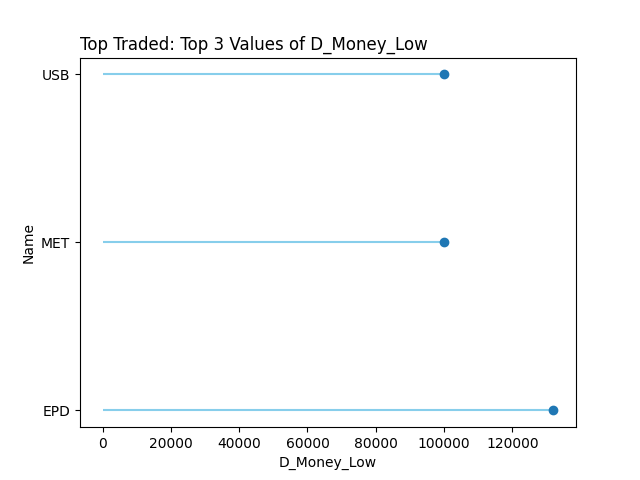 Top Traded: Top 3 Values of D_Money_Low
USB
MET
EPD
Name
0 20000 40000 60000 80000 100000 120000
D_Money_Low